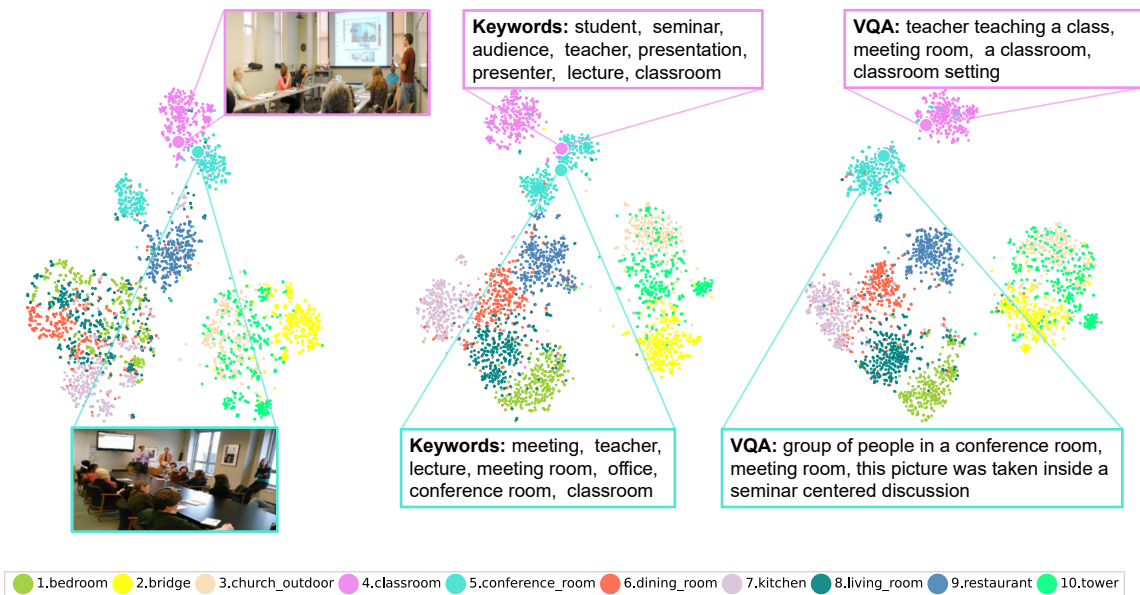 Keywords: student, seminar,
audience, teacher, presentation,
presenter, lecture, classroom
VQA: teacher teaching a class,
meeting room, a classroom,
classroom setting
Keywords: meeting, teacher,
lecture, meeting room, office,
conference room, classroom
VQA: group of people in a conference room,
meeting room, this picture was taken inside a
seminar centered discussion
1.bedroom 2.bridge 3.church_outdoor 4.classroom 5.conference_room 6.dining_room 7.kitchen 8.living_room 9.restaurant 10.tower